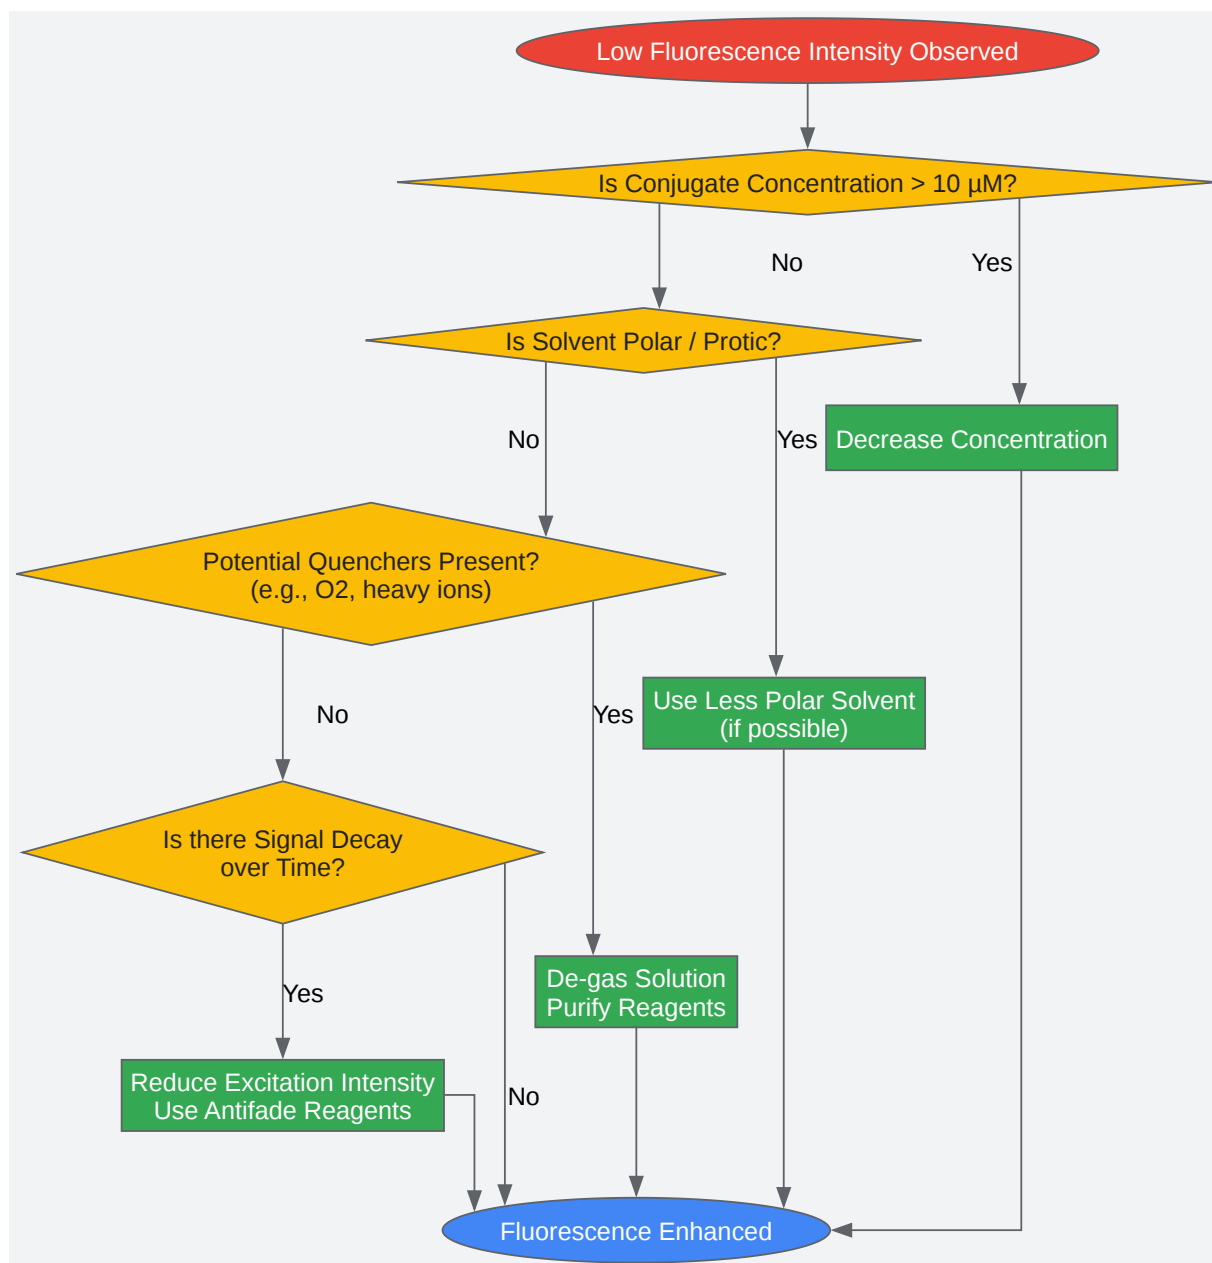 Low Fluorescence Intensity Observed
Is Conjugate Concentration > 10 µM?
No
Yes
Is Solvent Polar / Protic?
No
Yes
Decrease Concentration
Potential Quenchers Present?
(e.g., O2, heavy ions)
No
Yes
Use Less Polar Solvent
(if possible)
Is there Signal Decay
over Time?
Yes
De-gas Solution
Purify Reagents
Reduce Excitation Intensity
Use Antifade Reagents
No
Fluorescence Enhanced